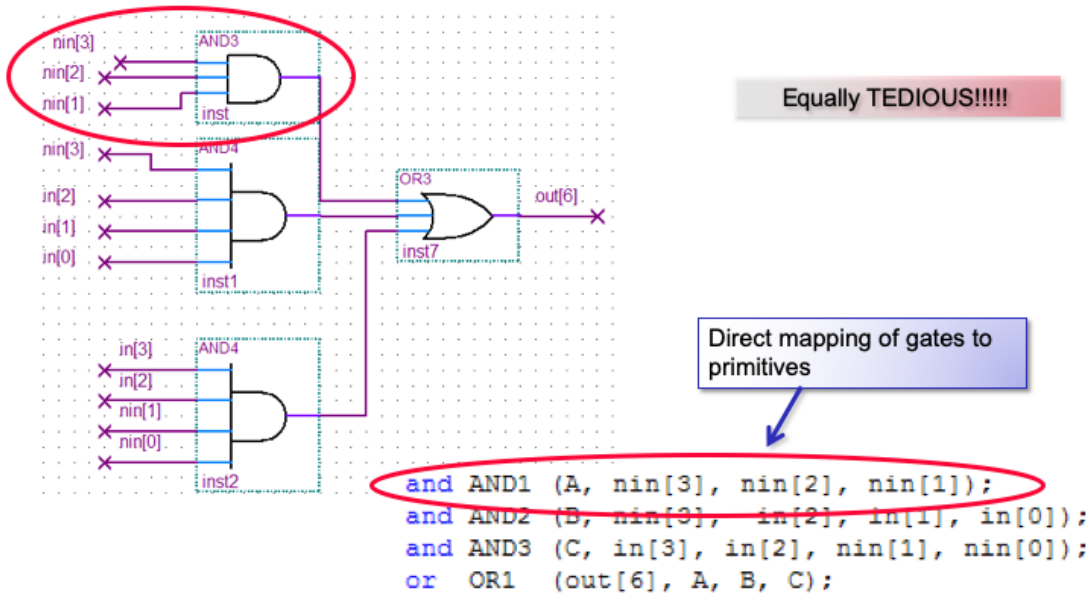 nin[3]
nin[2]
nin[1]
AND3
inst
Equally TEDIOUS!!!!!
nin[3]
in[2]
in[1]
in[0]
AND4
inst1
OR3
inst7
out[6]
in[3]
in[2]
nin[1]
nin[0]
AND4
inst2
Direct mapping of gates to
primitives
and AND1 (A, nin[3], nin[2], nin[1]);
and AND2 (B, nin[3], in[2], in[1], in[0]);
and AND3 (C, in[3], in[2], nin[1], nin[0]);
or OR1 (out[6], A, B, C);